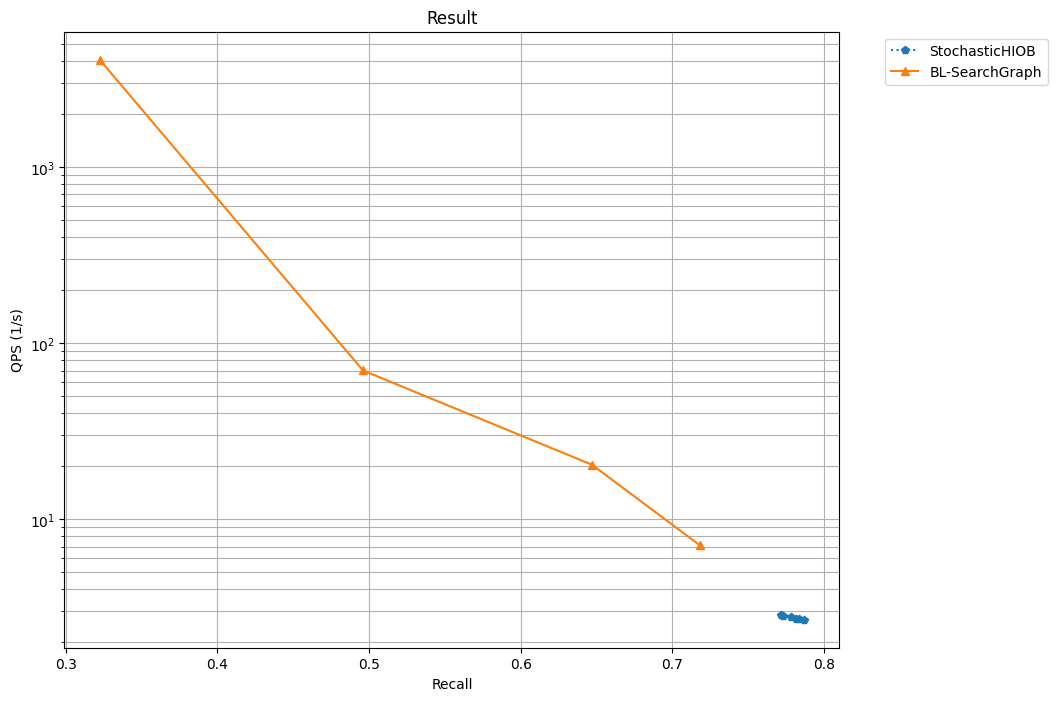 Result
StochasticHIOB
BL-SearchGraph
QPS (1/s)
10³
10²
10¹
0.3 0.4 0.5 0.6 0.7 0.8
Recall